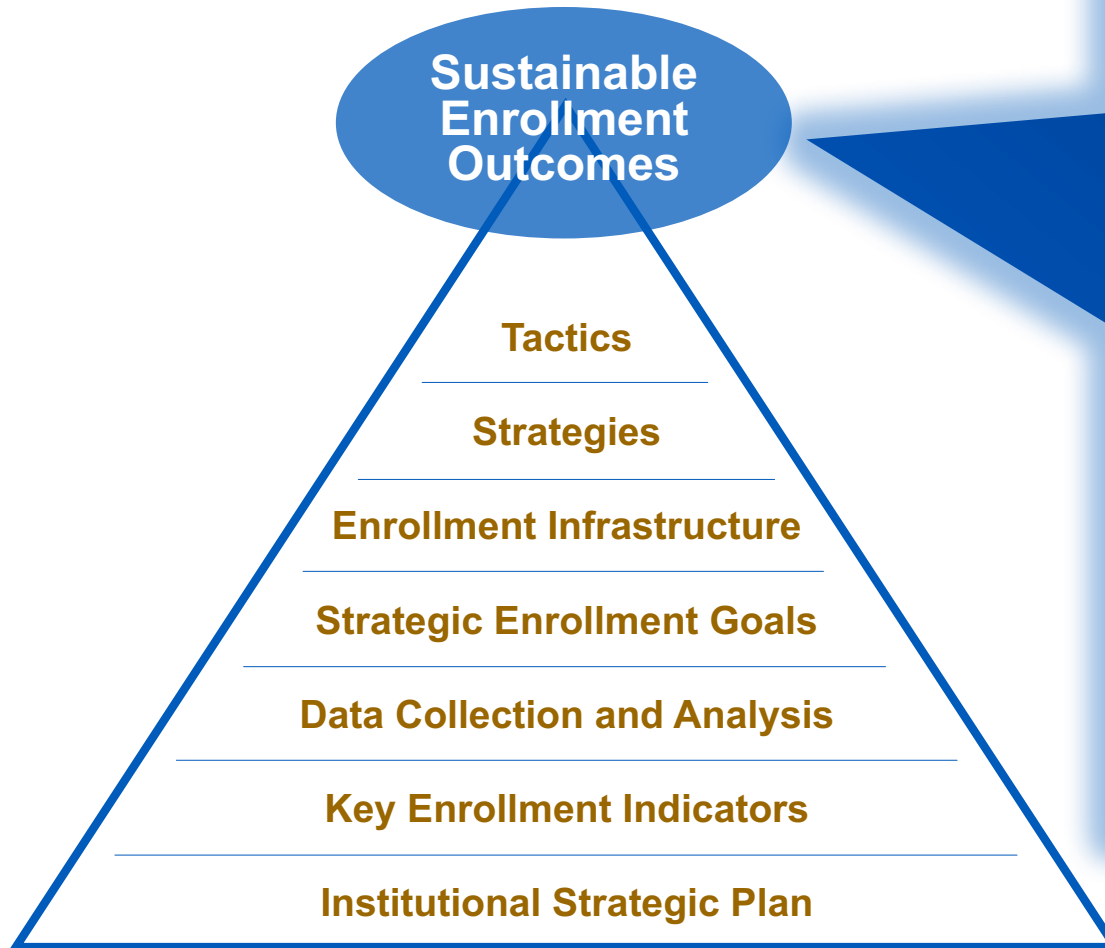 Sustainable
Enrollment
Outcomes
Tactics
Strategies
Enrollment Infrastructure
Strategic Enrollment Goals
Data Collection and Analysis
Key Enrollment Indicators
Institutional Strategic Plan